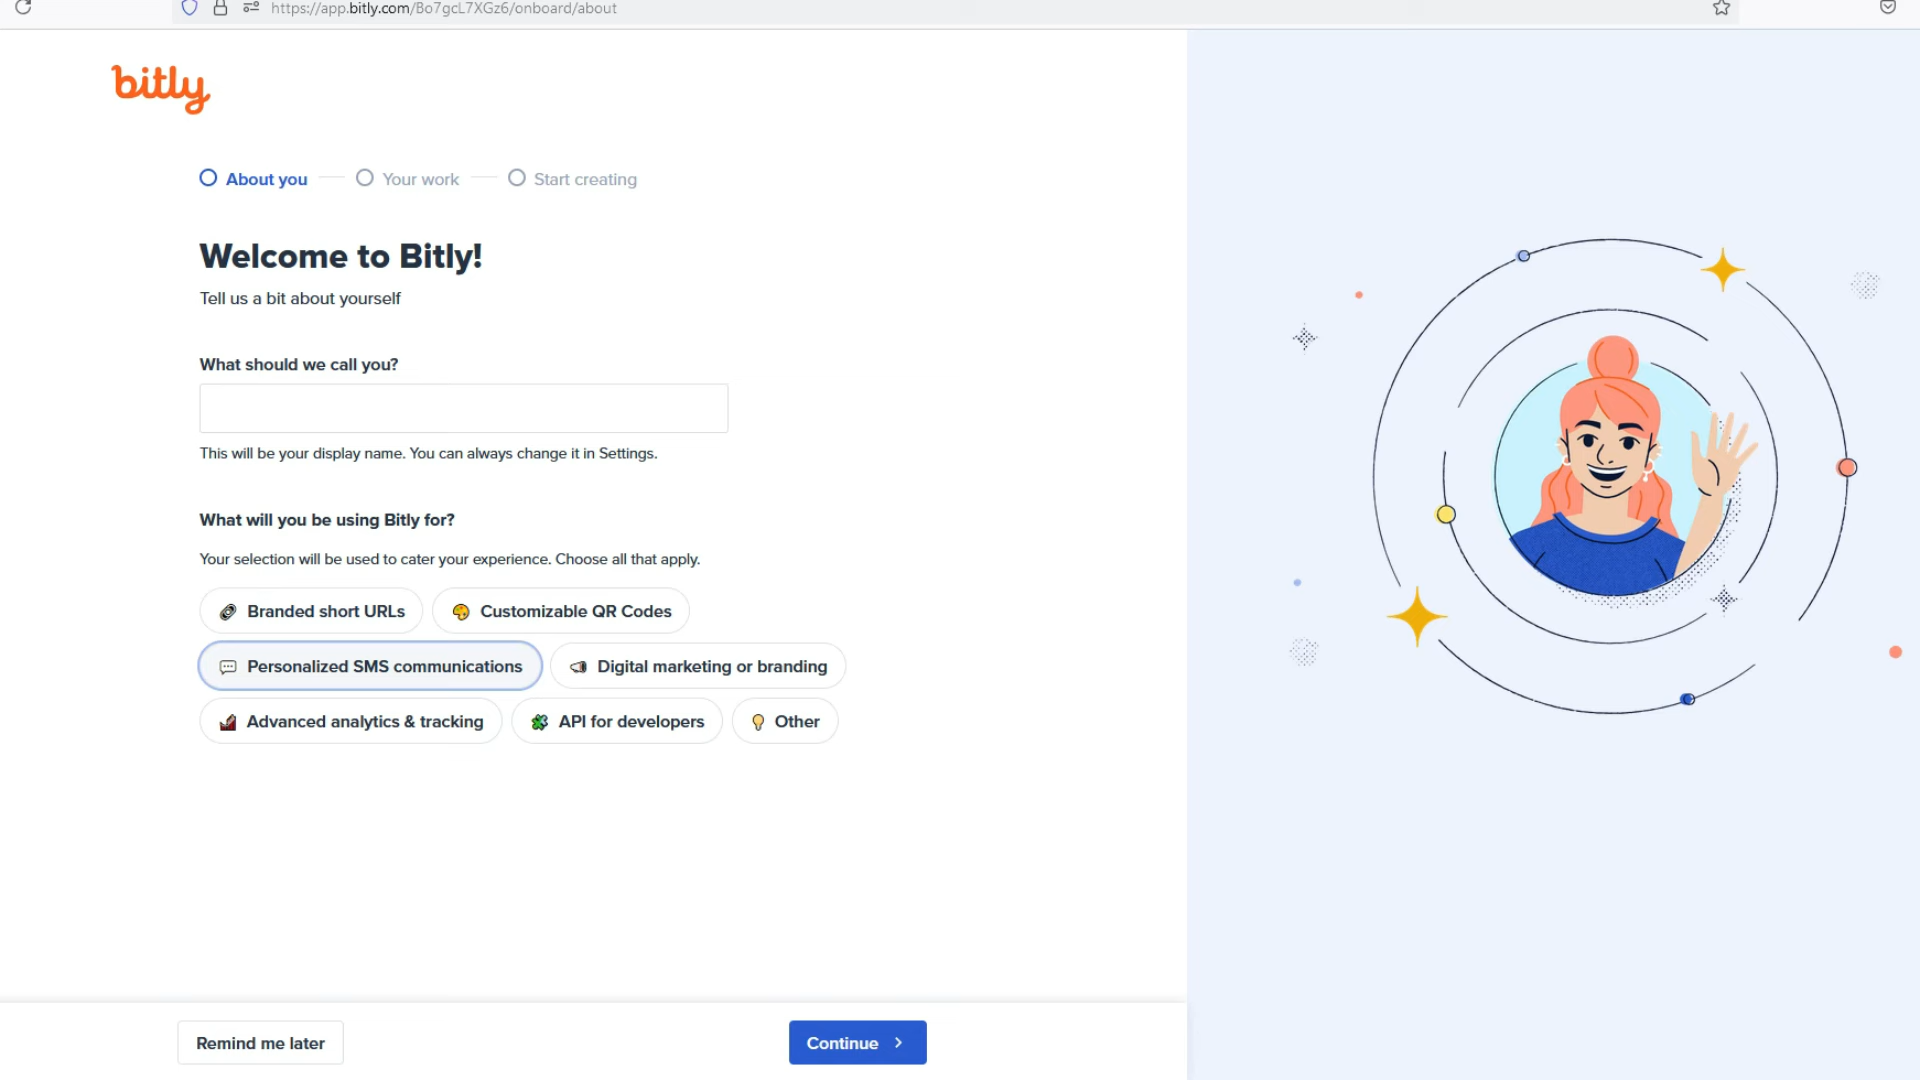 https://app.bitly.com/Bo7gcL7XGz6/onboard/about
bitly
About you
Your work
Start creating
Welcome to Bitly!
Tell us a bit about yourself
What should we call you?
This will be your display name. You can always change it in Settings.
What will you be using Bitly for?
Your selection will be used to cater your experience. Choose all that apply.
Branded short URLs
Customizable QR Codes
Personalized SMS communications
Digital marketing or branding
Advanced analytics & tracking
API for developers
Other
Remind me later
Continue